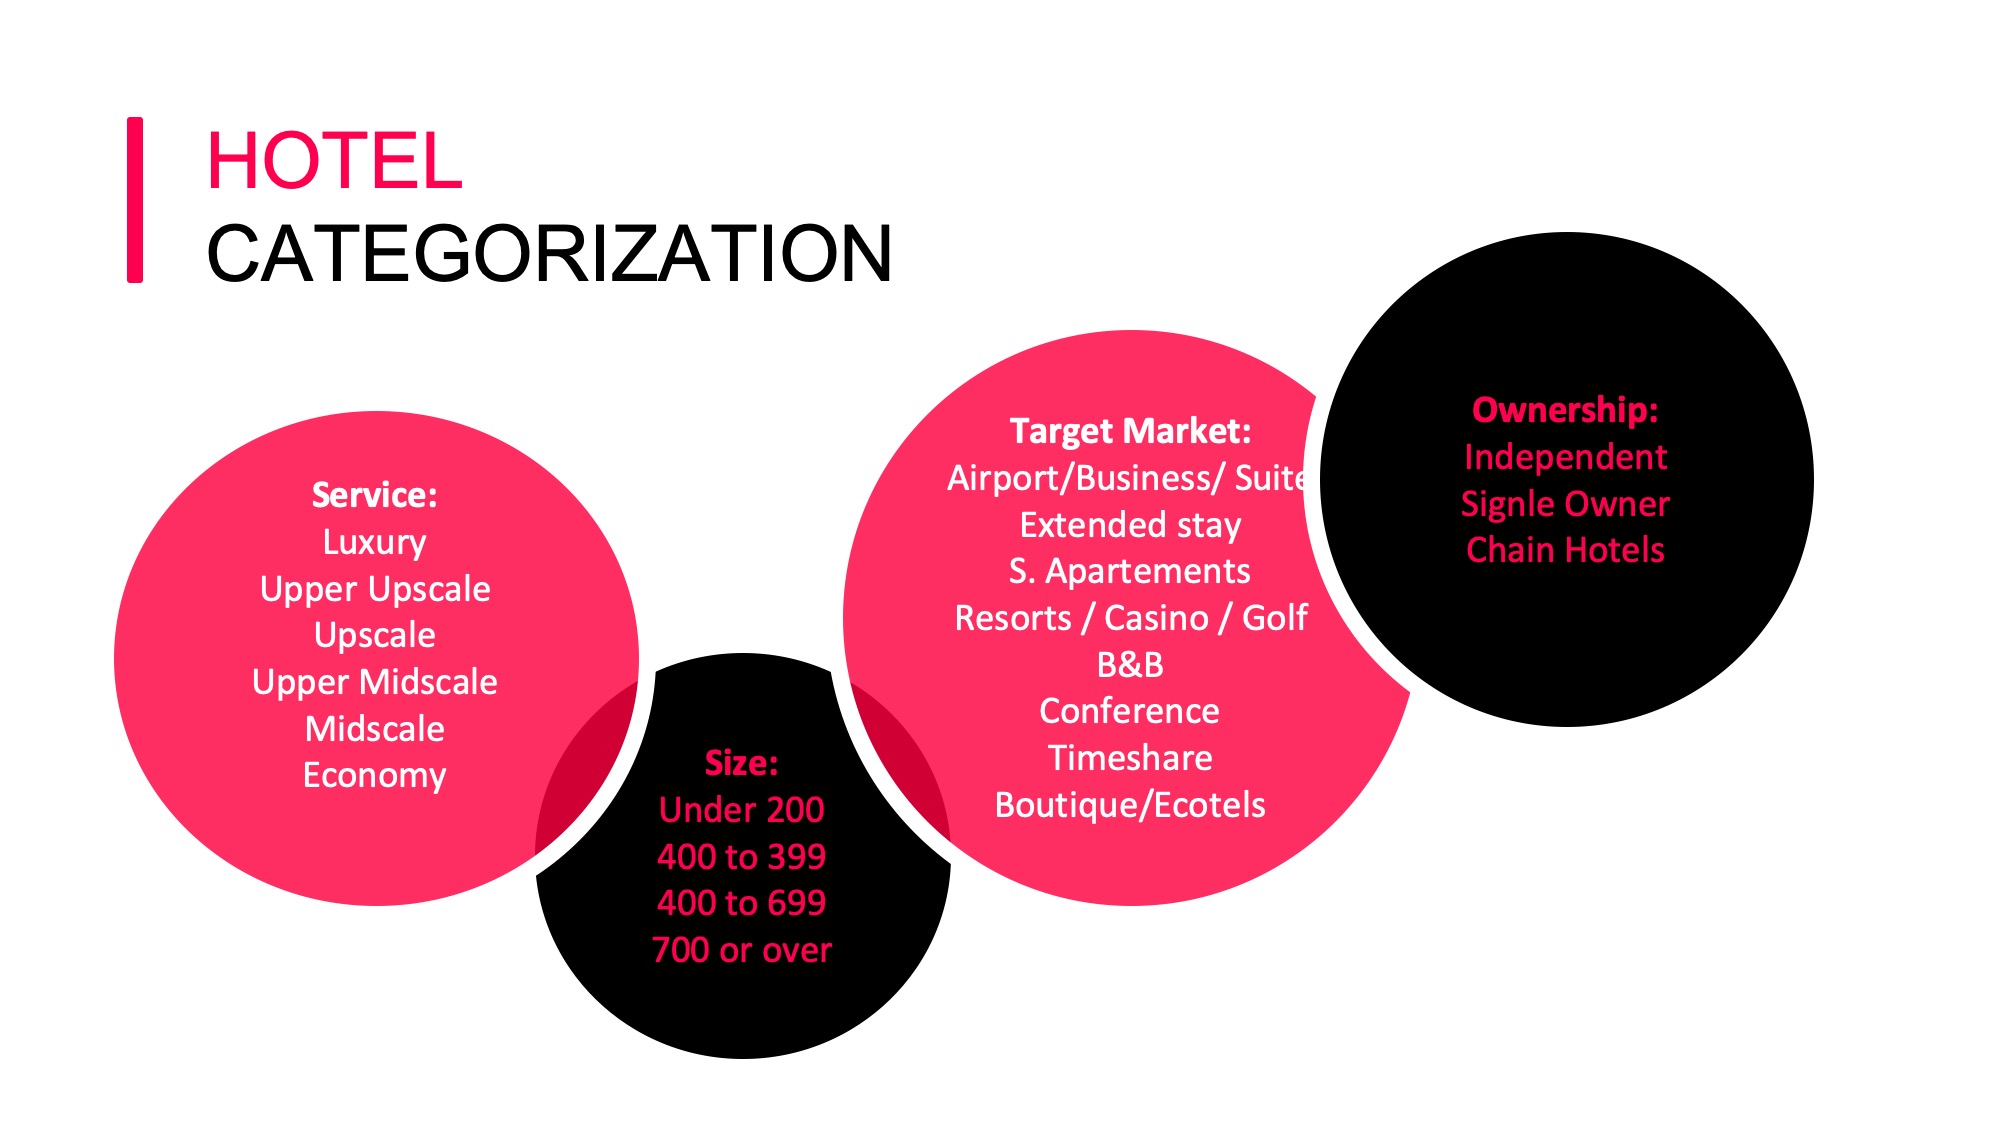 HOTEL
CATEGORIZATION
Service:
Luxury
Upper Upscale
Upscale
Upper Midscale
Midscale
Economy
Size:
Under 200
400 to 399
400 to 699
700 or over
Target Market:
Airport/Business/ Suite
Extended stay
S. Apartements
Resorts / Casino / Golf
B&B
Conference
Timeshare
Boutique/Ecotels
Ownership:
Independent
Signle Owner
Chain Hotels